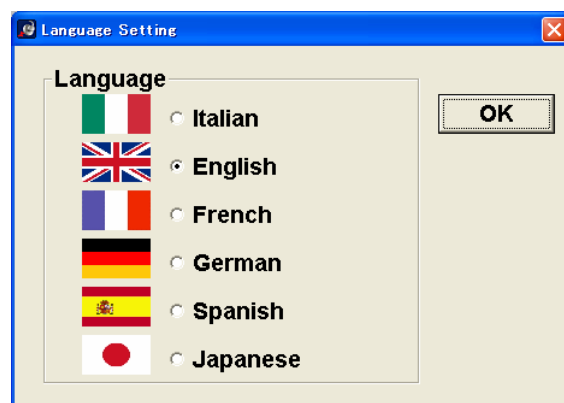 Language Setting
Language
Italian
OK
English
French
German
Spanish
Japanese